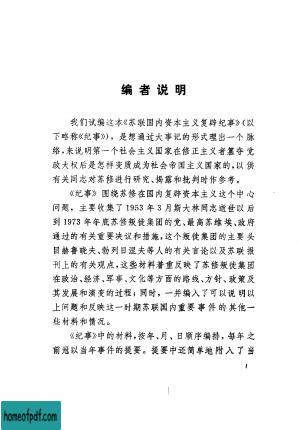 编者说明
我们试编这本《苏联国内资本主义复辟纪事》（以
下略称《纪事》），是想通过大事记的形式理出一个脉
络，来说明第一个社会主义国家在修正主义者篡夺党
政大权后是怎样变质成为社会帝国主义国家的，以供
有关同志对苏修进行研究、揭露和批判时作参考。
《纪事》围绕苏修在国内复辟资本主义这个中心
问题，主要收集了1953年3月斯大林同志逝世以后
到1973年年底苏修叛徒集团的党、最高苏维埃、政府
通过的有关重要决议和措施，这个叛徒集团的主要头
目赫鲁晓夫、勃列日涅夫等人的有关言论以及苏联报
刊上的有关观点。这些材料着重反映了苏修叛徒集团
在政治、经济、军事、文化等方面的路线、方针、政策及
其发展和演变的过程；同时，并编入了可以说明以
上问题和反映这一时期苏联国内重要事件的其他一
些材料和情况。
《纪事》中的材料，按年、月、日顺序编排，每年之
前冠以当年事件的提要。提要中还简单地附入了当
1
homeofpdf.com
homeofpdf.com